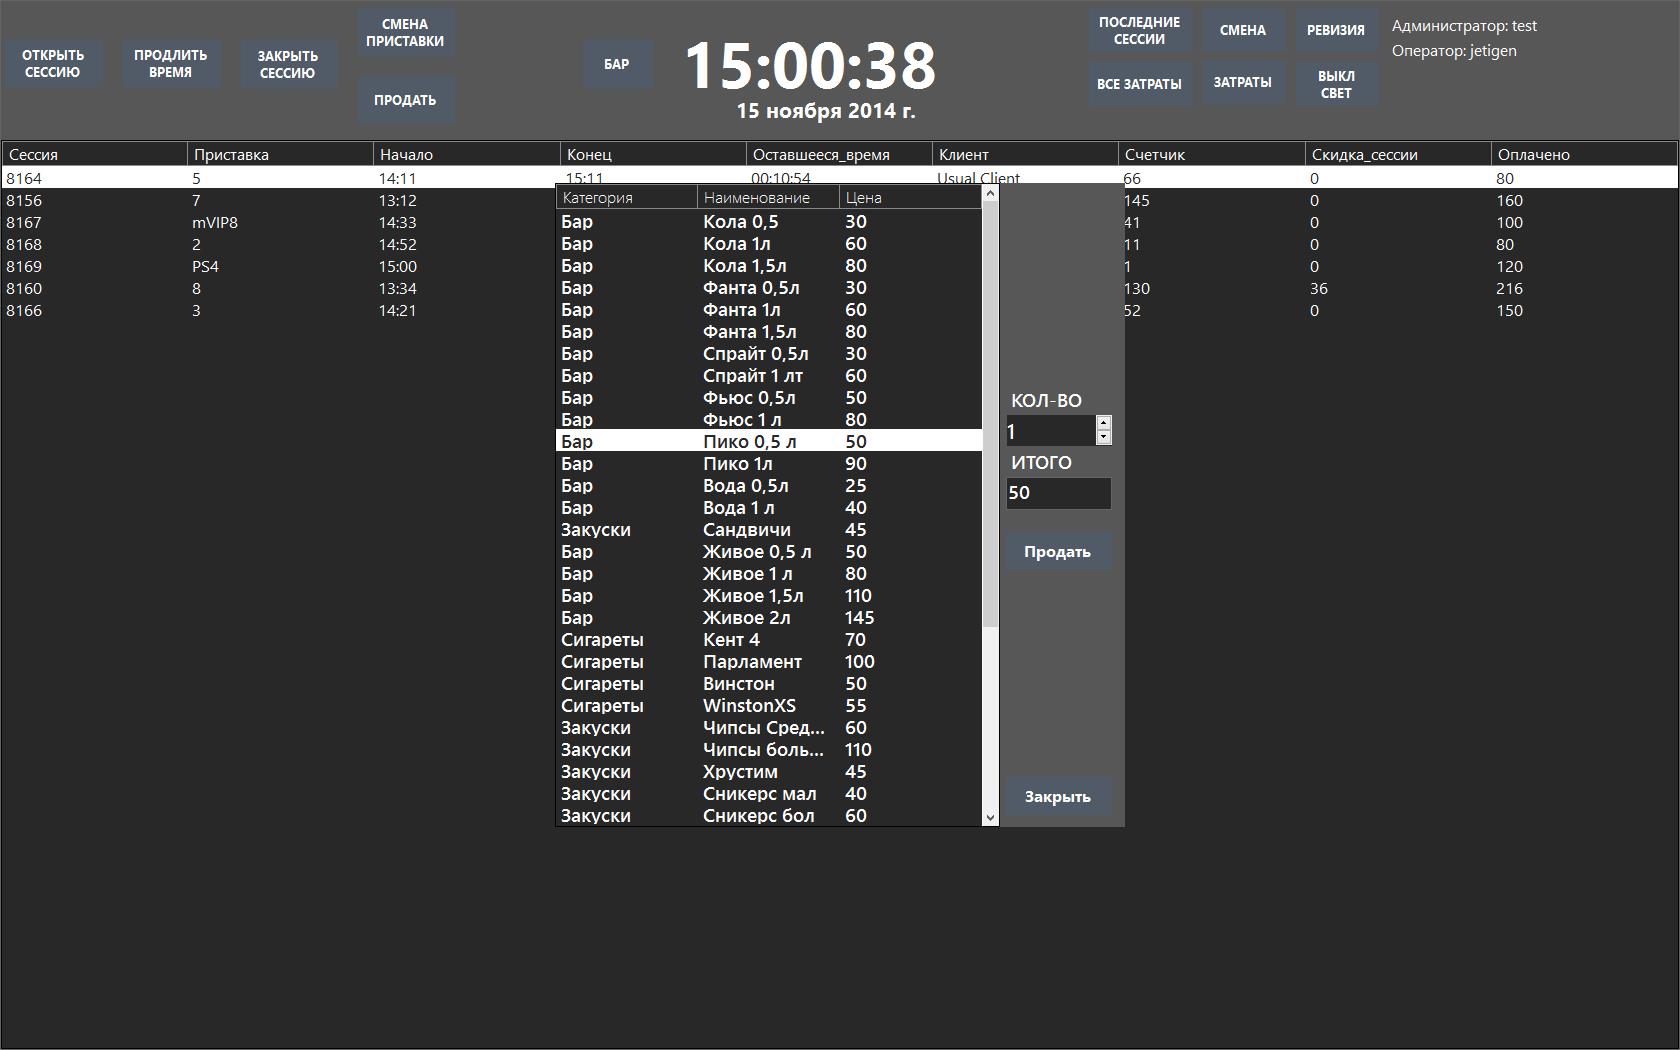 ОТКРЫТЬ СЕССИЮ
ПРОДЛИТЬ ВРЕМЯ
ЗАКРЫТЬ СЕССИЮ
СМЕНА ПРИСТАВКИ
ПРОДАТЬ
БАР
15:00:38
15 ноября 2014 г.
ПОСЛЕДНИЕ СЕССИИ
СМЕНА
РЕВИЗИЯ
ВСЕ ЗАТРАТЫ
ЗАТРАТЫ
ВЫКЛ СВЕТ
Администратор: test
Оператор: jetigen
Сессия Приставка Начало Конец Оставшееся_время Клиент Счетчик Скидка_сессии Оплачено
8164 5 14:11 15:11 00:10:54 Usual Client 66 0 80
8156 7 13:12 145 0 160
8167 mVIP8 14:33 41 0 100
8168 2 14:52 11 0 80
8169 PS4 15:00 1 0 120
8160 8 13:34 130 36 216
8166 3 14:21 52 0 150
Категория Наименование Цена
Бар Кола 0,5 30
Бар Кола 1л 60
Бар Кола 1,5л 80
Бар Фанта 0,5л 30
Бар Фанта 1л 60
Бар Фанта 1,5л 80
Бар Спрайт 0,5л 30
Бар Спрайт 1 лт 60
Бар Фьюс 0,5л 50
Бар Фьюс 1 л 80
Бар Пико 0,5 л 50
Бар Пико 1л 90
Бар Вода 0,5л 25
Бар Вода 1 л 40
Закуски Сандвичи 45
Бар Живое 0,5 л 50
Бар Живое 1 л 80
Бар Живое 1,5л 110
Бар Живое 2л 145
Сигареты Кент 4 70
Сигареты Парламент 100
Сигареты Винстон 50
Сигареты WinstonXS 55
Закуски Чипсы Сред... 60
Закуски Чипсы боль... 110
Закуски Хрустим 45
Закуски Сникерс мал 40
Закуски Сникерс бол 60
КОЛ-ВО
1
ИТОГО
50
Продать
Закрыть